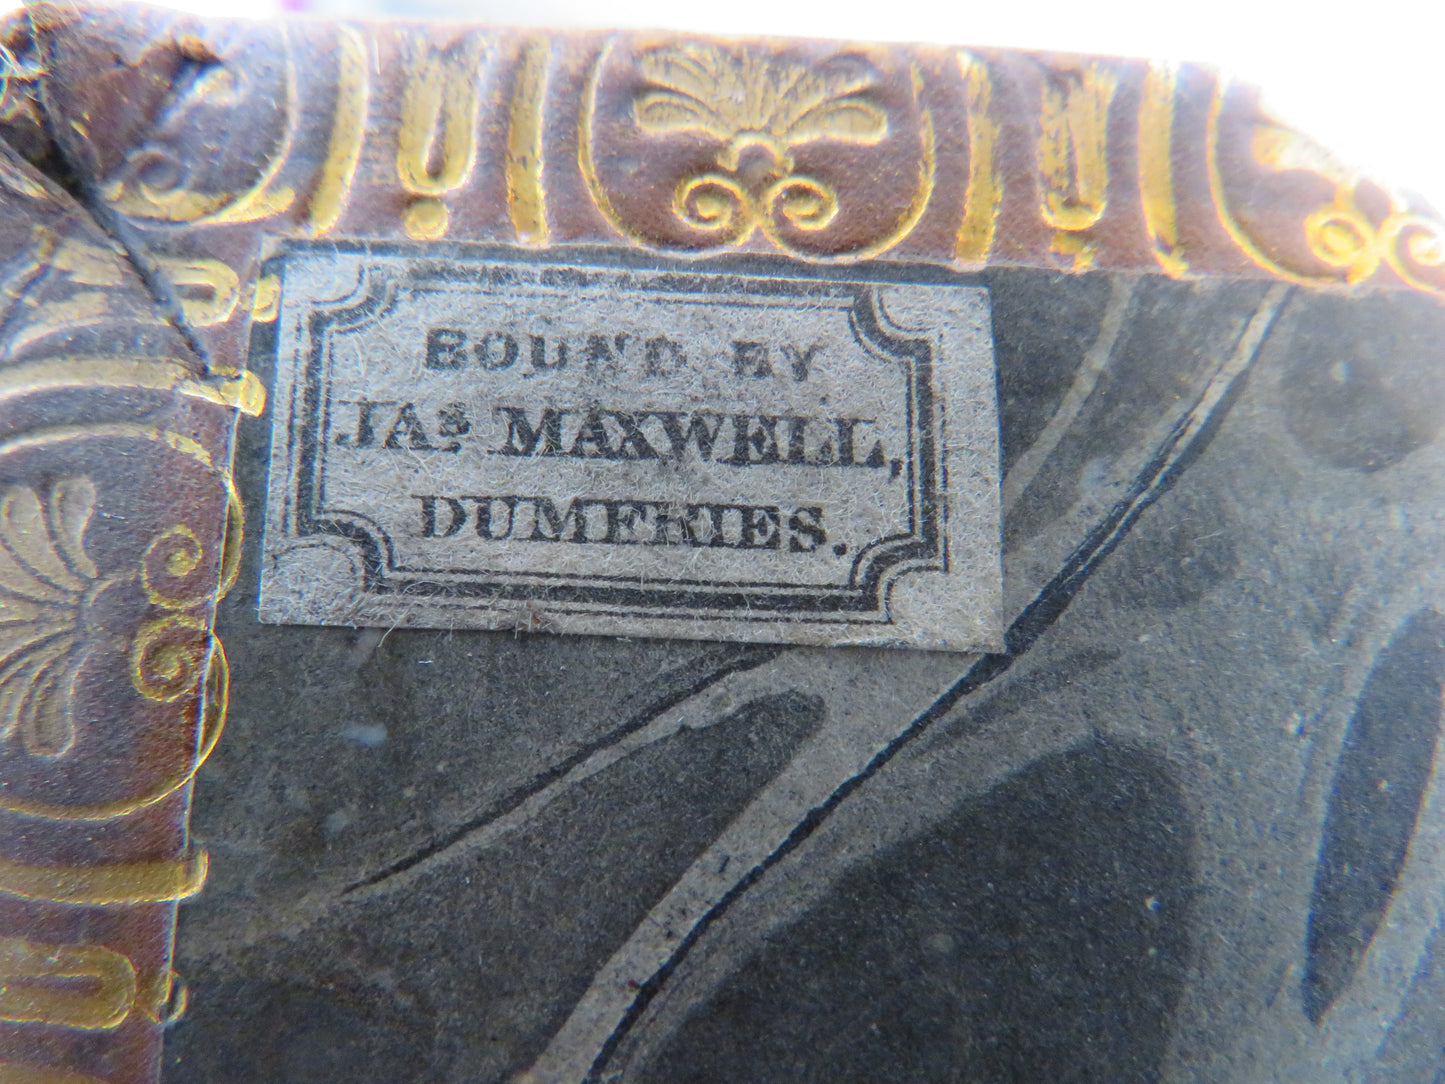 BOUND BY
JAS MAXWELL,
DUMFRIES.